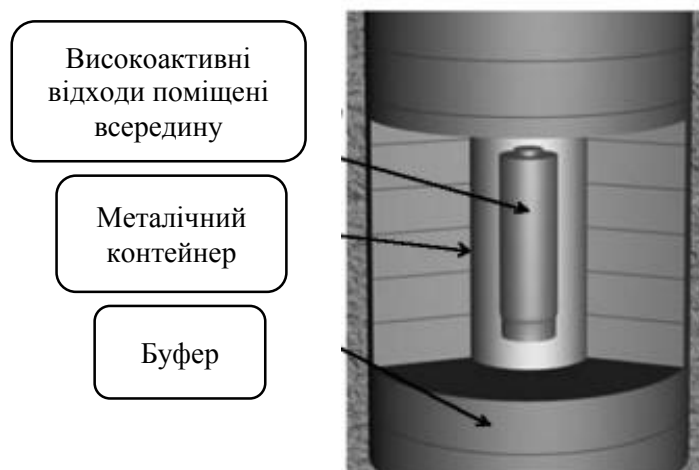 Високоактивні
відходи поміщені
всередину
Металічний
контейнер
Буфер